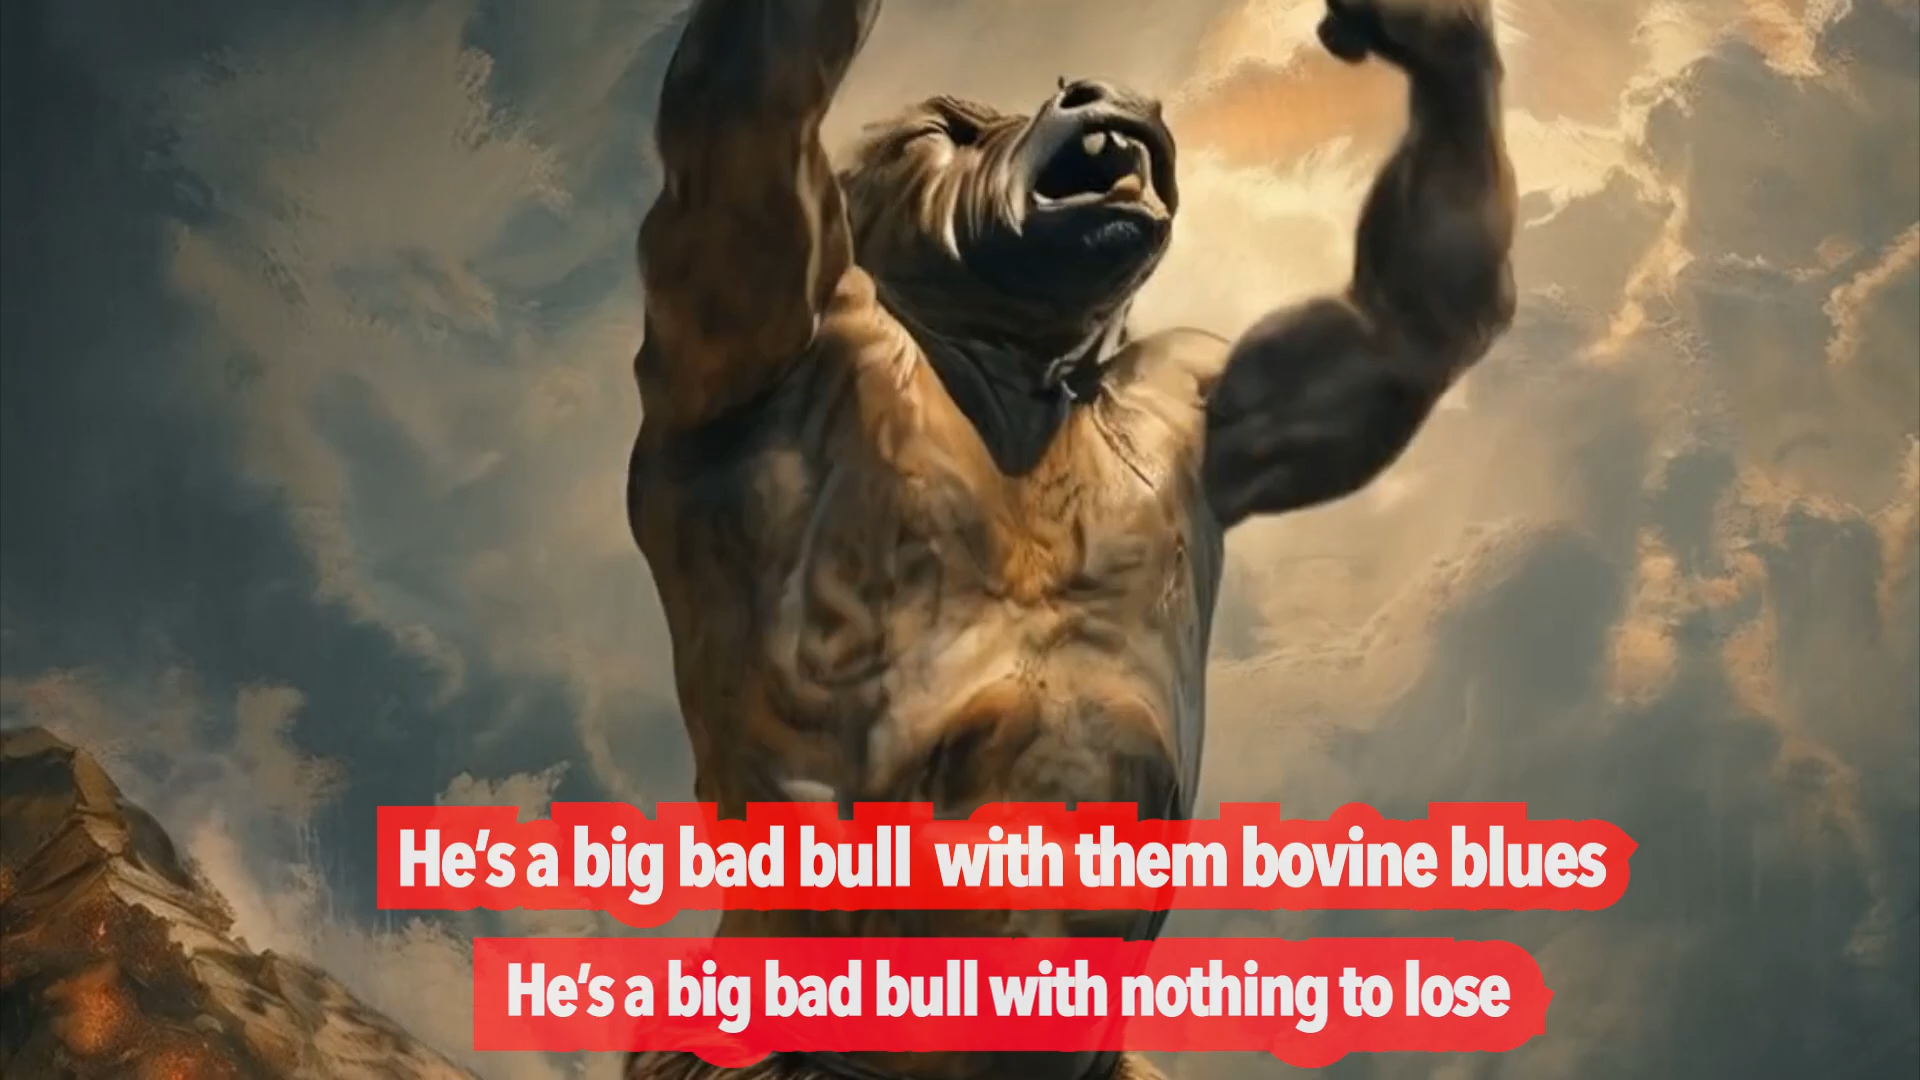 He's a big bad bull with them bovine blues
He's a big bad bull with nothing to lose